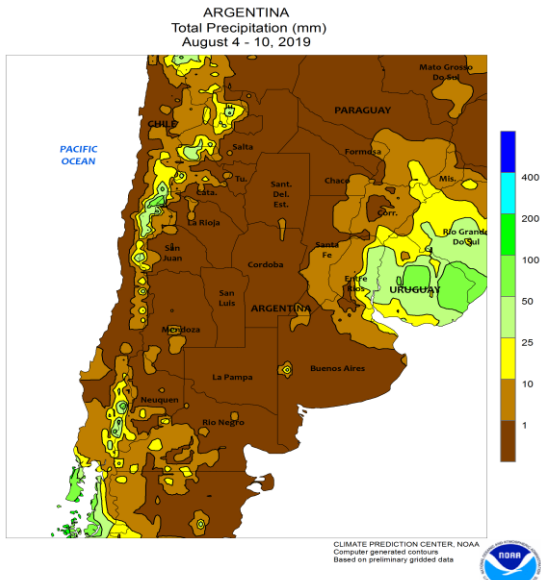 ARGENTINA
Total Precipitation (mm)
August 4 - 10, 2019
Mato Grosso
Do Sul
PARAGUAY
CHILE
PACIFIC
OCEAN
Salta
Formosa
Tu.
Chaco
Mis.
Cata.
Sant.
Del.
Est.
Corr.
La Rioja
Rio Grande
Do Sul
San
Juan
Santa
Fe
Cordoba
Entre
Rios
URUGUAY
San
Luis
ARGENTINA
Mendoza
Buenos Aires
La Pampa
Neuquen
Rio Negro
400
200
100
50
25
10
1
CLIMATE PREDICTION CENTER, NOAA
Computer generated contours
Based on preliminary gridded data
NOAA